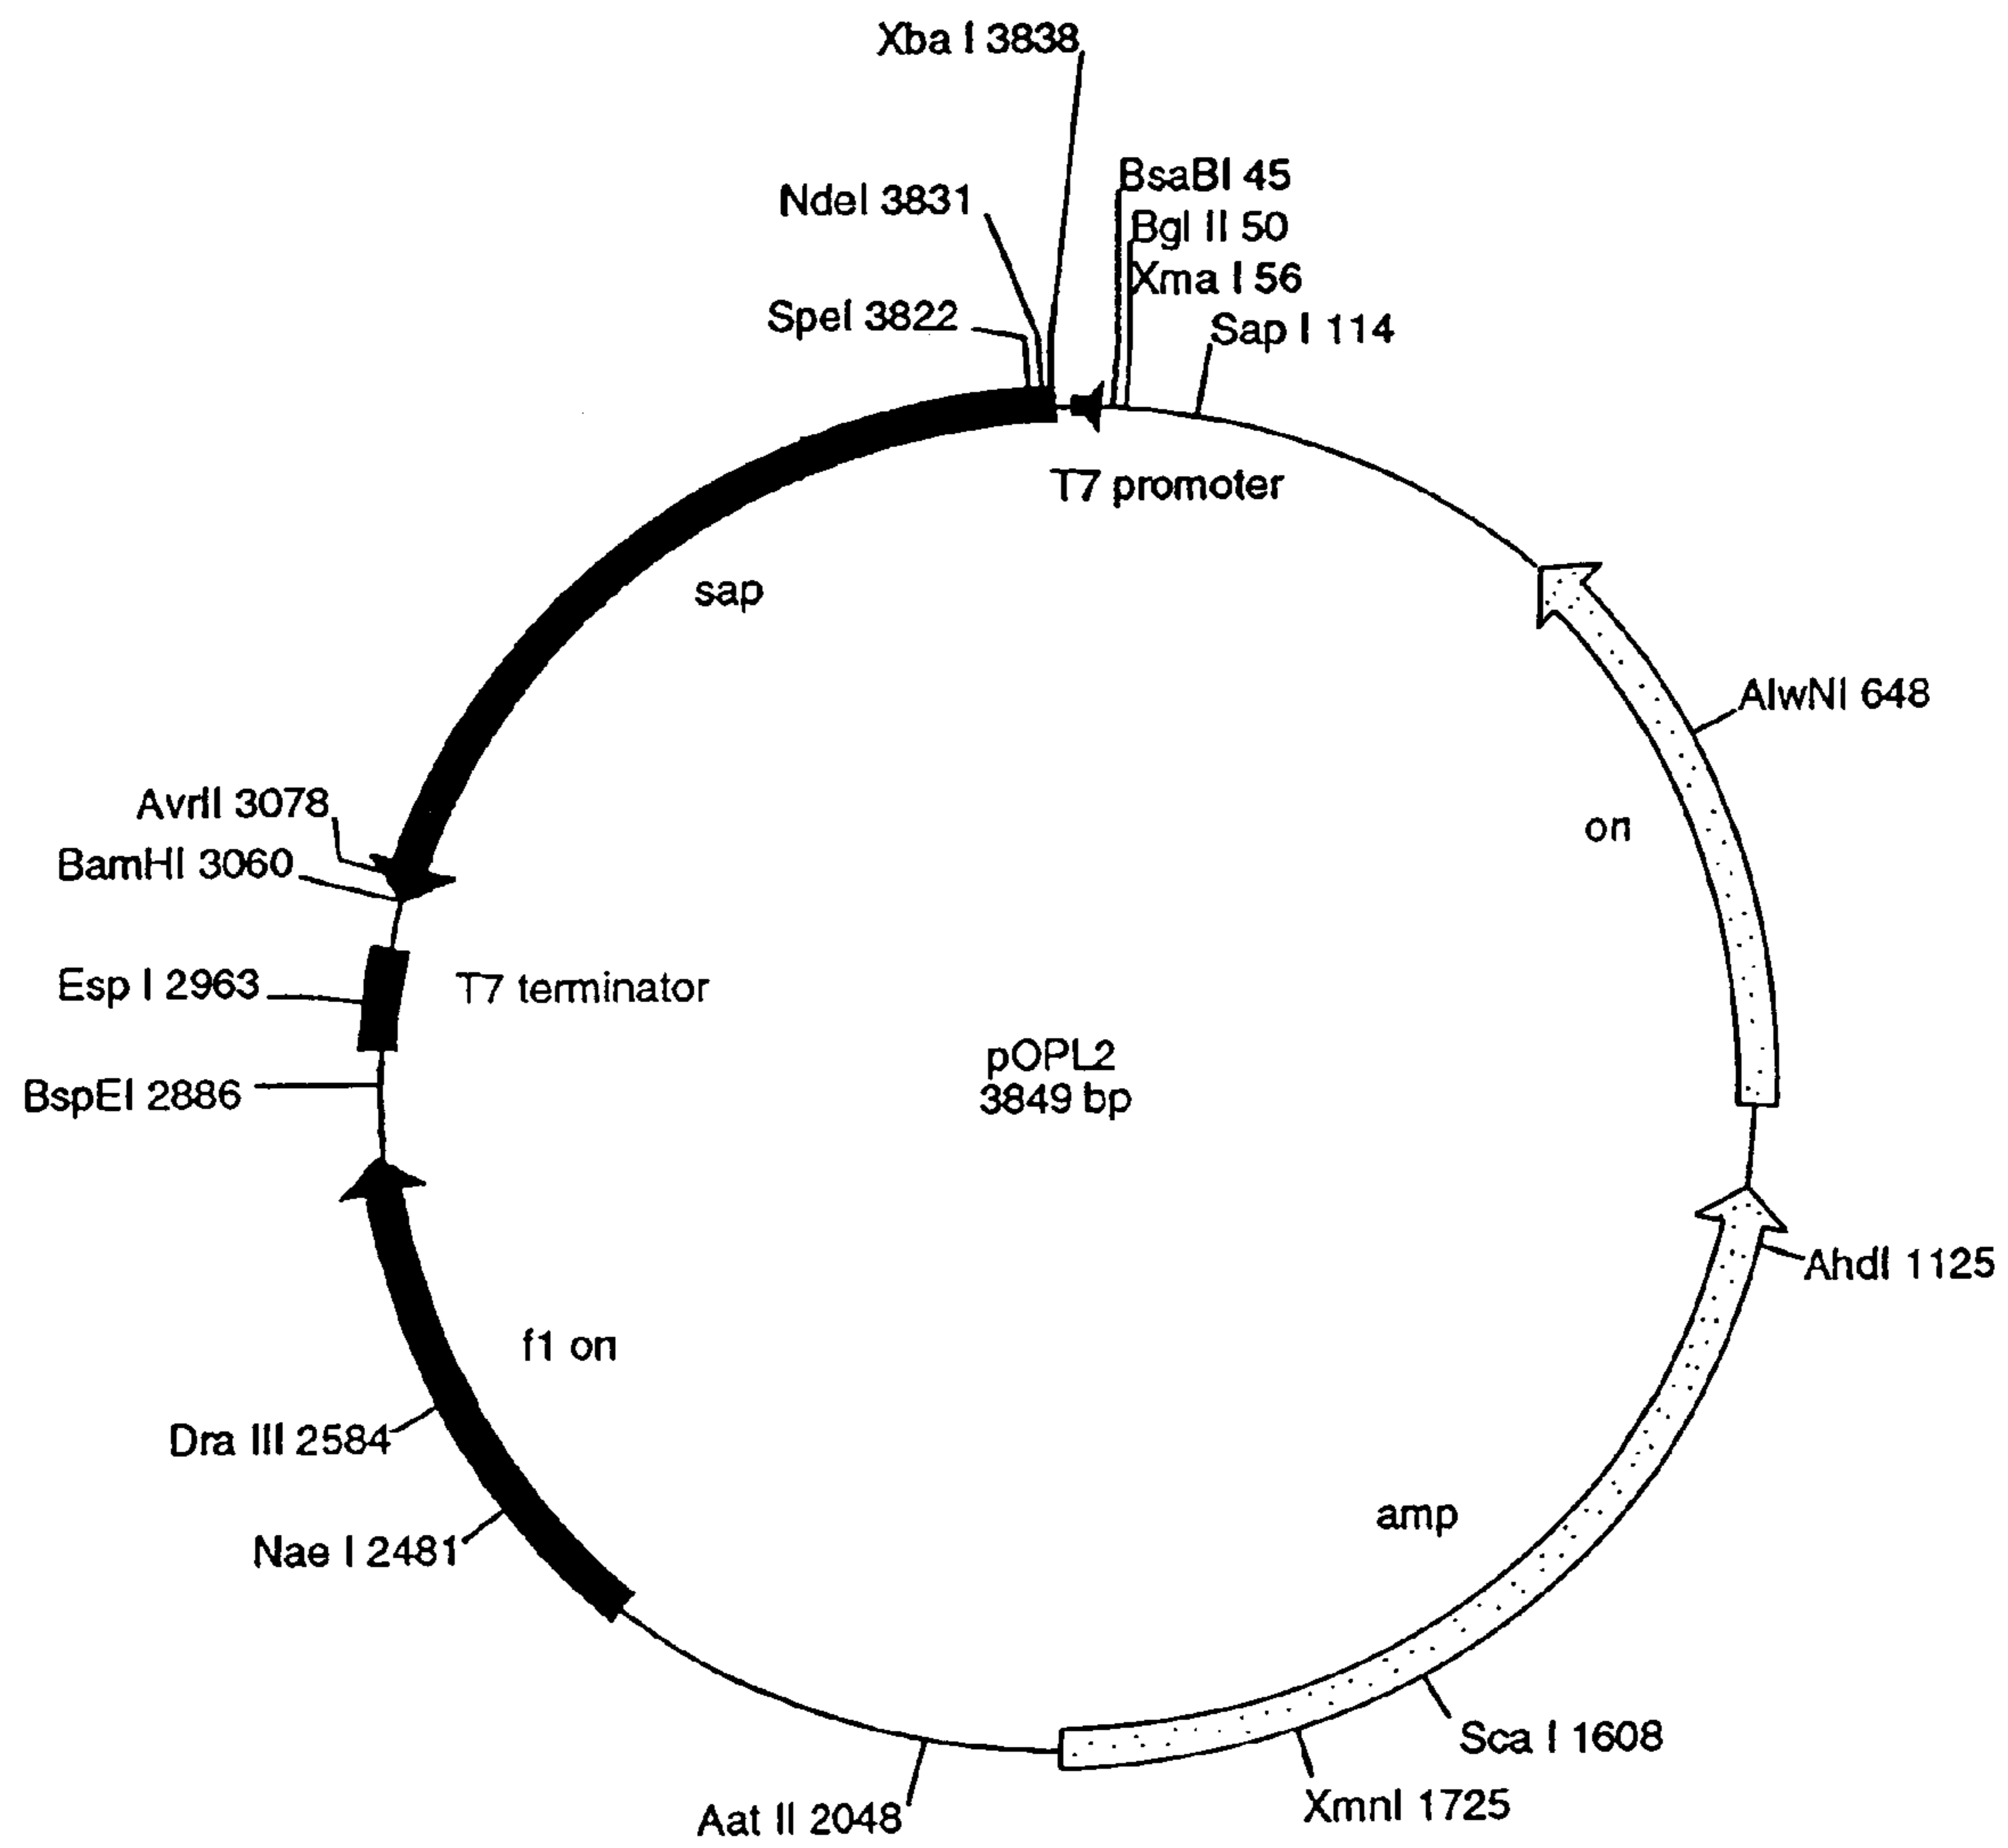 Xba I 3838
BsaBI 45
NdeI 3831
Bgl II 50
Xma I 56
SpeI 3822
Sap I 114
T7 promoter
sap
AlwNI 648
AvrII 3078
ori
BamHI 3060
Esp I 2963
T7 terminator
pOPL2
3849 bp
BspEI 2886
AhdI 1125
f1 ori
Dra III 2584
amp
Nae I 2481
Sca I 1608
XmnI 1725
Aat II 2048